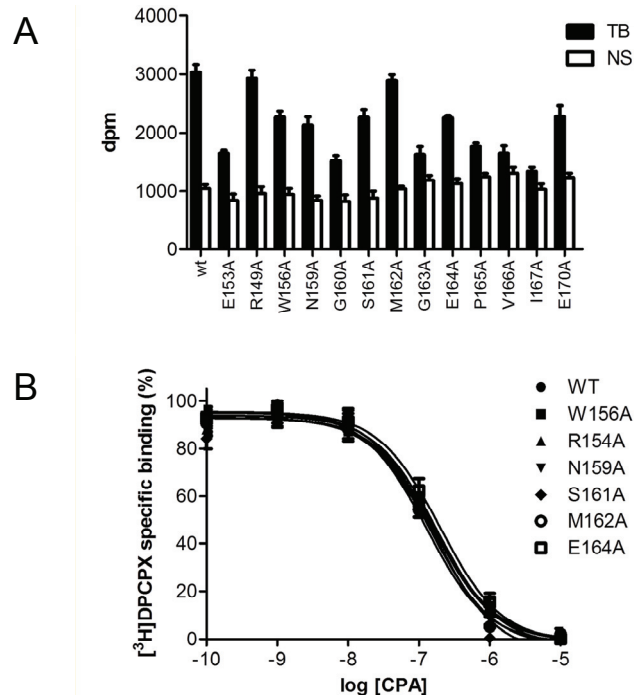 A
TB
NS
3000
4000
2000
1000
0
dpm
wt
E153A
R149A
W156A
N159A
G160A
S161A
M162A
G163A
E164A
P165A
V166A
I167A
E170A
B
[³H]DPCPX specific binding (%)
100
80
60
40
20
0
-10 -9 -8 -7 -6 -5
log [CPA]
WT
W156A
R154A
N159A
S161A
M162A
E164A